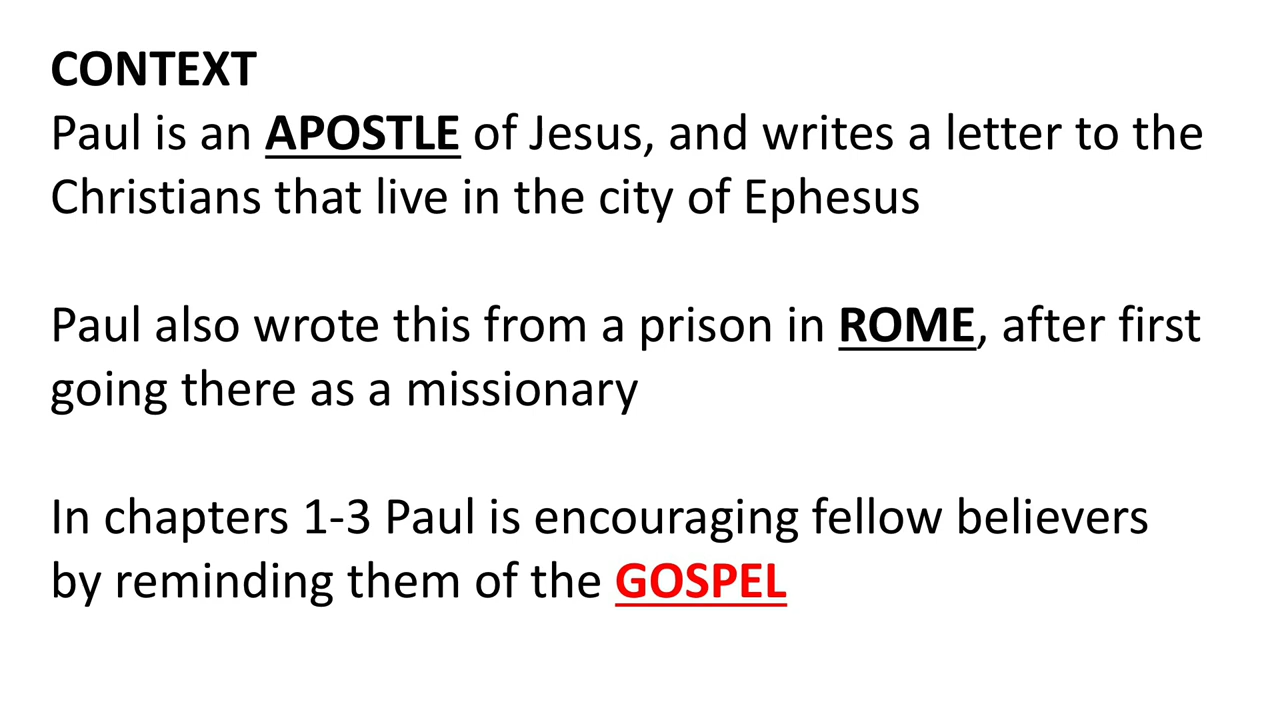 CONTEXT
Paul is an APOSTLE of Jesus, and writes a letter to the
Christians that live in the city of Ephesus
Paul also wrote this from a prison in ROME, after first
going there as a missionary
In chapters 1-3 Paul is encouraging fellow believers
by reminding them of the GOSPEL